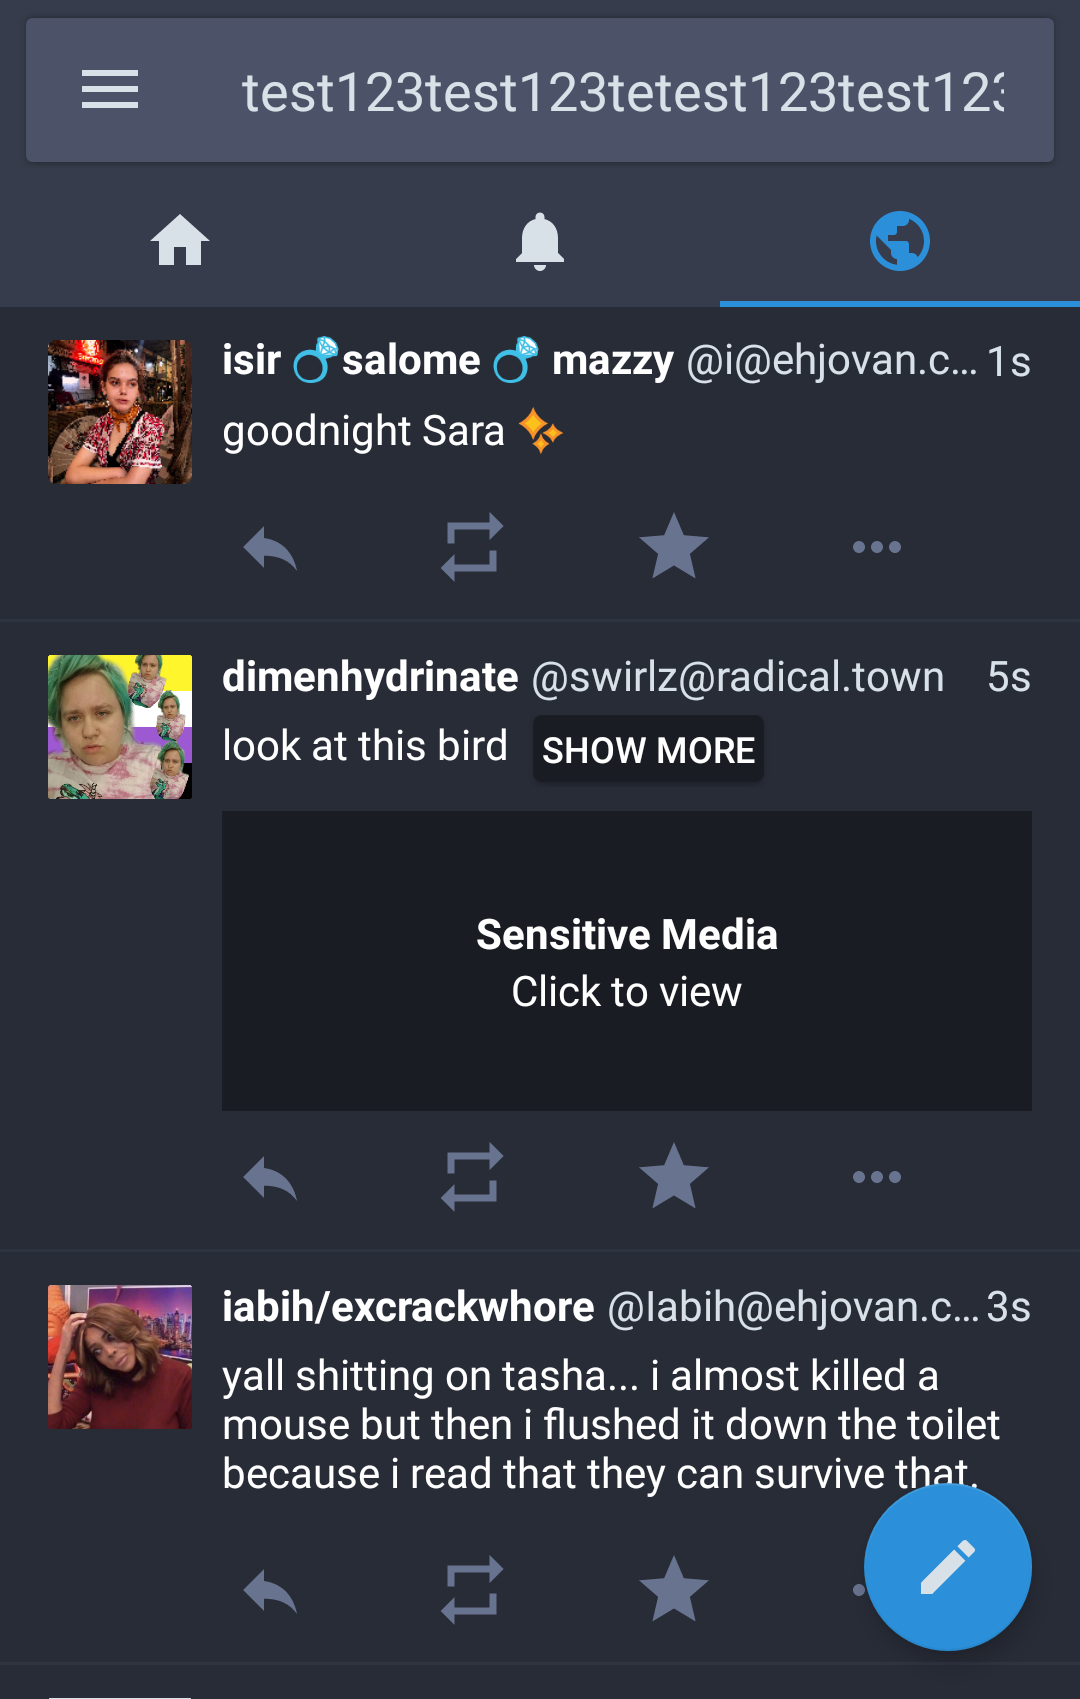 test123test123tetest123test123
isir 💍salome 💍 mazzy @i@ehjovan.c... 1s
goodnight Sara ✨
dimenhydrinate @swirlz@radical.town 5s
look at this bird SHOW MORE
Sensitive Media
Click to view
iabih/excrackwhore @Iabih@ehjovan.c... 3s
yall shitting on tasha... i almost killed a
mouse but then i flushed it down the toilet
because i read that they can survive that.